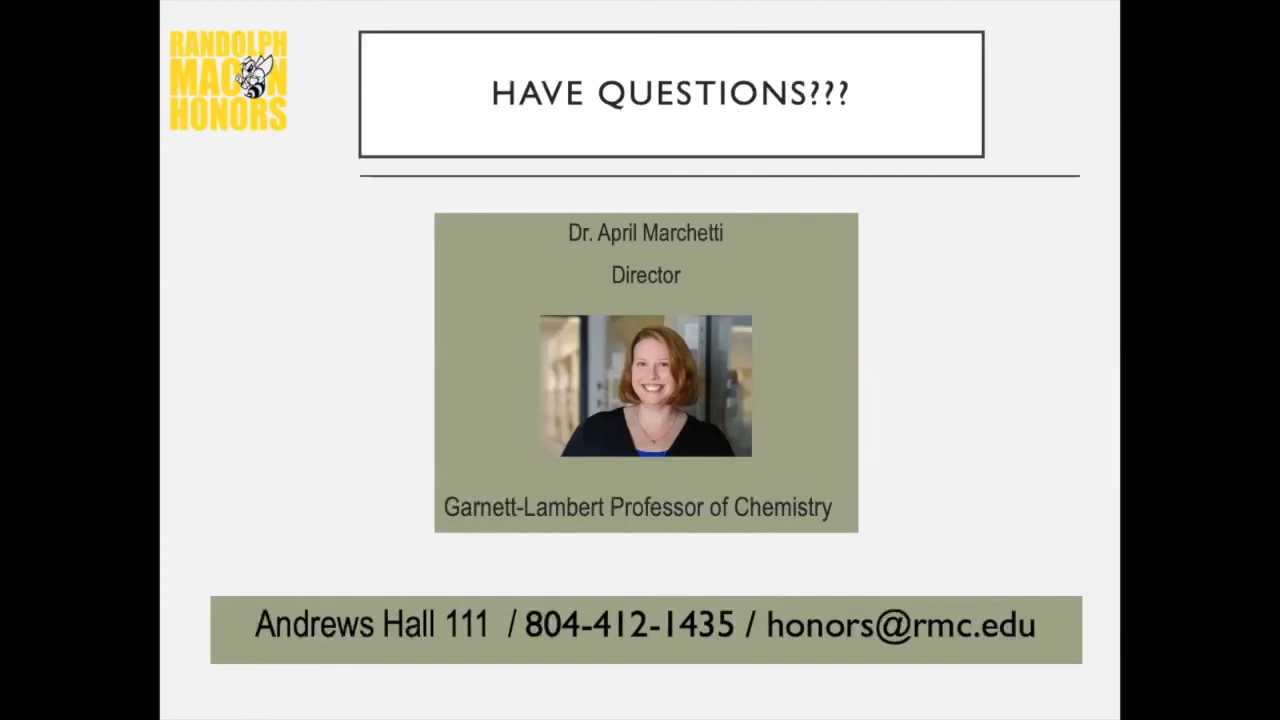 RANDOLPH
MACON
HONORS
HAVE QUESTIONS???
Dr. April Marchetti
Director
Garnett-Lambert Professor of Chemistry
Andrews Hall 111 / 804-412-1435 / honors@rmc.edu